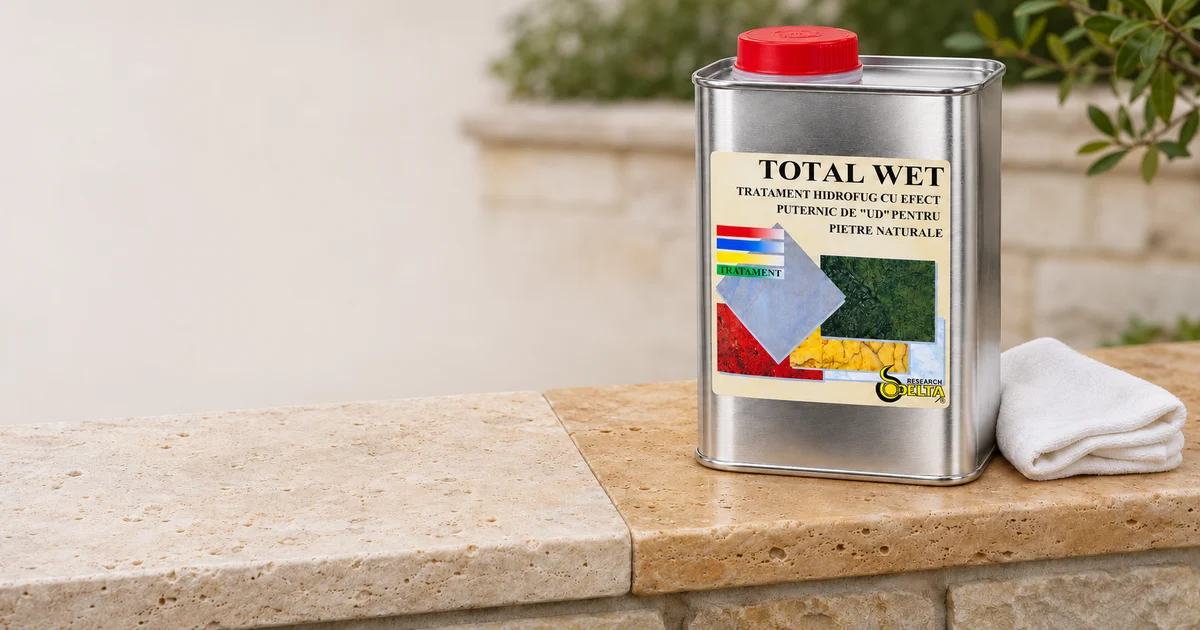 TOTAL WET
TRATAMENT HIDROFUG CU EFECT
PUTERNIC DE "UD" PENTRU
PIETRE NATURALE
TRATAMENT
RESEARCH
DELTA